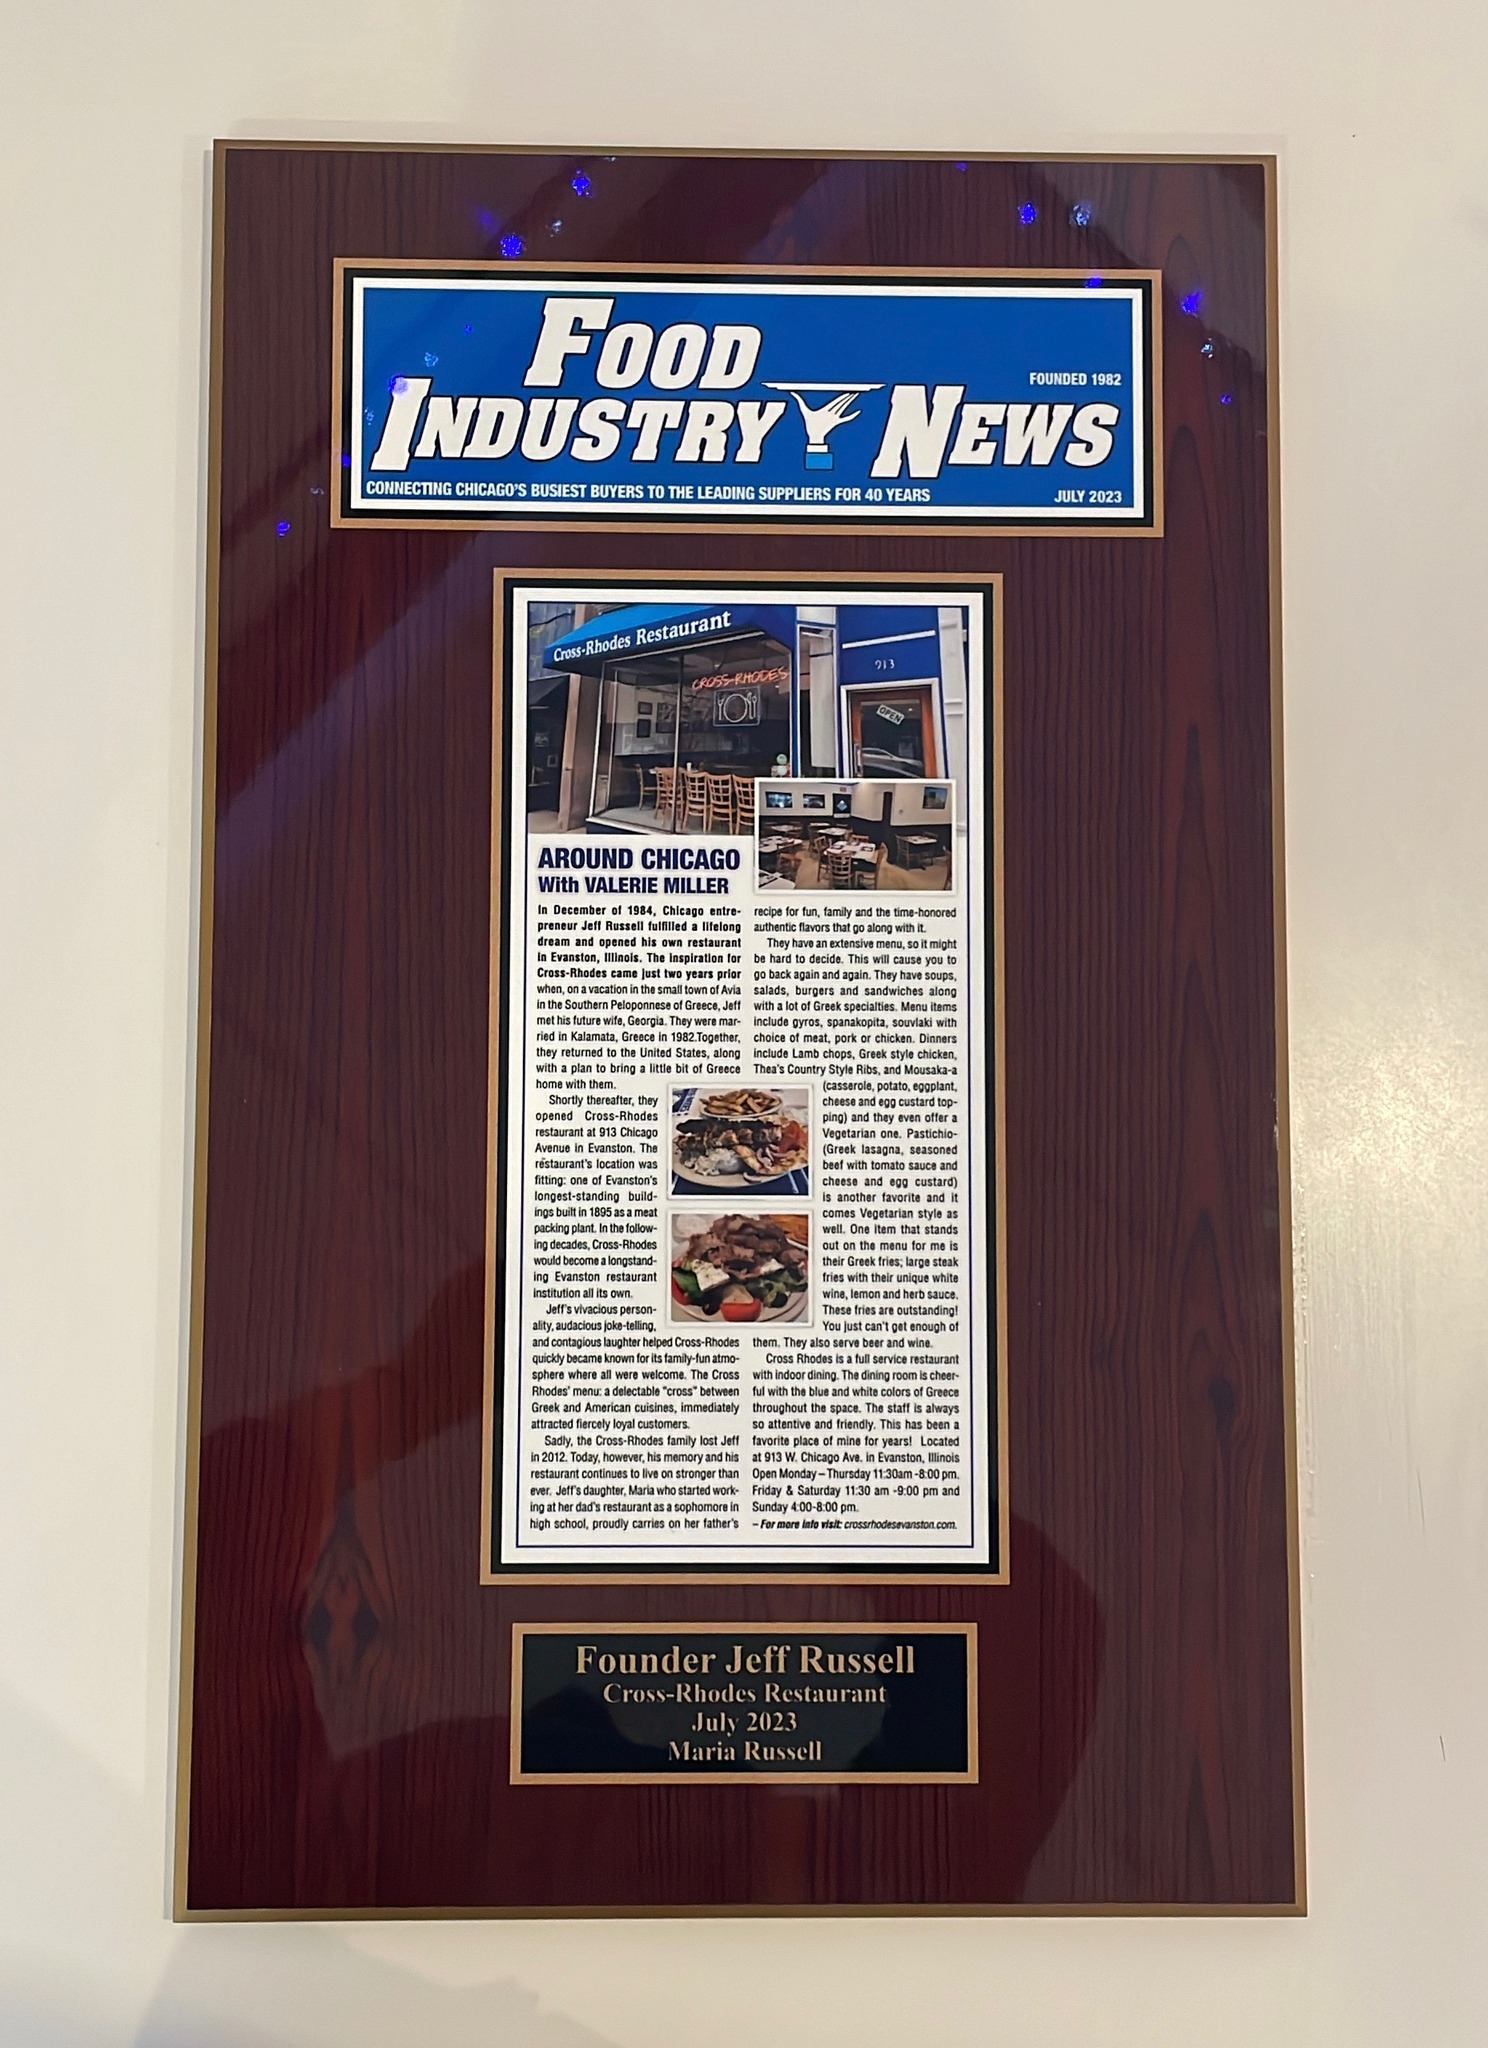 FOOD
INDUSTRY NEWS
FOUNDED 1982
CONNECTING CHICAGO'S BUSIEST BUYERS TO THE LEADING SUPPLIERS FOR 40 YEARS
JULY 2023
Cross-Rhodes Restaurant
CROSS-RHODES
913
OPEN
AROUND CHICAGO
With VALERIE MILLER
In December of 1984, Chicago entre-
preneur Jeff Russell fulfilled a lifelong
dream and opened his own restaurant
in Evanston, Illinois. The inspiration for
Cross-Rhodes came just two years prior
when, on a vacation in the small town of Avia
in the Southern Peloponnese of Greece, Jeff
met his future wife, Georgia. They were mar-
ried in Kalamata, Greece in 1982.Together,
they returned to the United States, along
with a plan to bring a little bit of Greece
home with them.
Shortly thereafter, they
opened Cross-Rhodes
restaurant at 913 Chicago
Avenue in Evanston. The
restaurant's location was
fitting: one of Evanston's
longest-standing build-
ings built in 1895 as a meat
packing plant. In the follow-
ing decades, Cross-Rhodes
would become a longstand-
ing Evanston restaurant
institution all its own.
Jeff's vivacious person-
ality, audacious joke-telling,
and contagious laughter helped Cross-Rhodes
quickly became known for its family-fun atmo-
sphere where all were welcome. The Cross
Rhodes' menu: a delectable "cross" between
Greek and American cuisines, immediately
attracted fiercely loyal customers.
Sadly, the Cross-Rhodes family lost Jeff
in 2012. Today, however, his memory and his
restaurant continues to live on stronger than
ever. Jeff's daughter, Maria who started work-
ing at her dad's restaurant as a sophomore in
high school, proudly carries on her father's
recipe for fun, family and the time-honored
authentic flavors that go along with it.
They have an extensive menu, so it might
be hard to decide. This will cause you to
go back again and again. They have soups,
salads, burgers and sandwiches along
with a lot of Greek specialties. Menu items
include gyros, spanakopita, souvlaki with
choice of meat, pork or chicken. Dinners
include Lamb chops, Greek style chicken,
Thea's Country Style Ribs, and Mousaka-a
(casserole, potato, eggplant,
cheese and egg custard top-
ping) and they even offer a
Vegetarian one. Pastichio-
(Greek lasagna, seasoned
beef with tomato sauce and
cheese and egg custard)
is another favorite and it
comes Vegetarian style as
well. One item that stands
out on the menu for me is
their Greek fries; large steak
fries with their unique white
wine, lemon and herb sauce.
These fries are outstanding!
You just can't get enough of
them. They also serve beer and wine.
Cross Rhodes is a full service restaurant
with indoor dining. The dining room is cheer-
ful with the blue and white colors of Greece
throughout the space. The staff is always
so attentive and friendly. This has been a
favorite place of mine for years! Located
at 913 W. Chicago Ave. in Evanston, Illinois
Open Monday – Thursday 11:30am -8:00 pm.
Friday & Saturday 11:30 am -9:00 pm and
Sunday 4:00-8:00 pm.
– For more info visit: crossrhodesevanston.com.
Founder Jeff Russell
Cross-Rhodes Restaurant
July 2023
Maria Russell